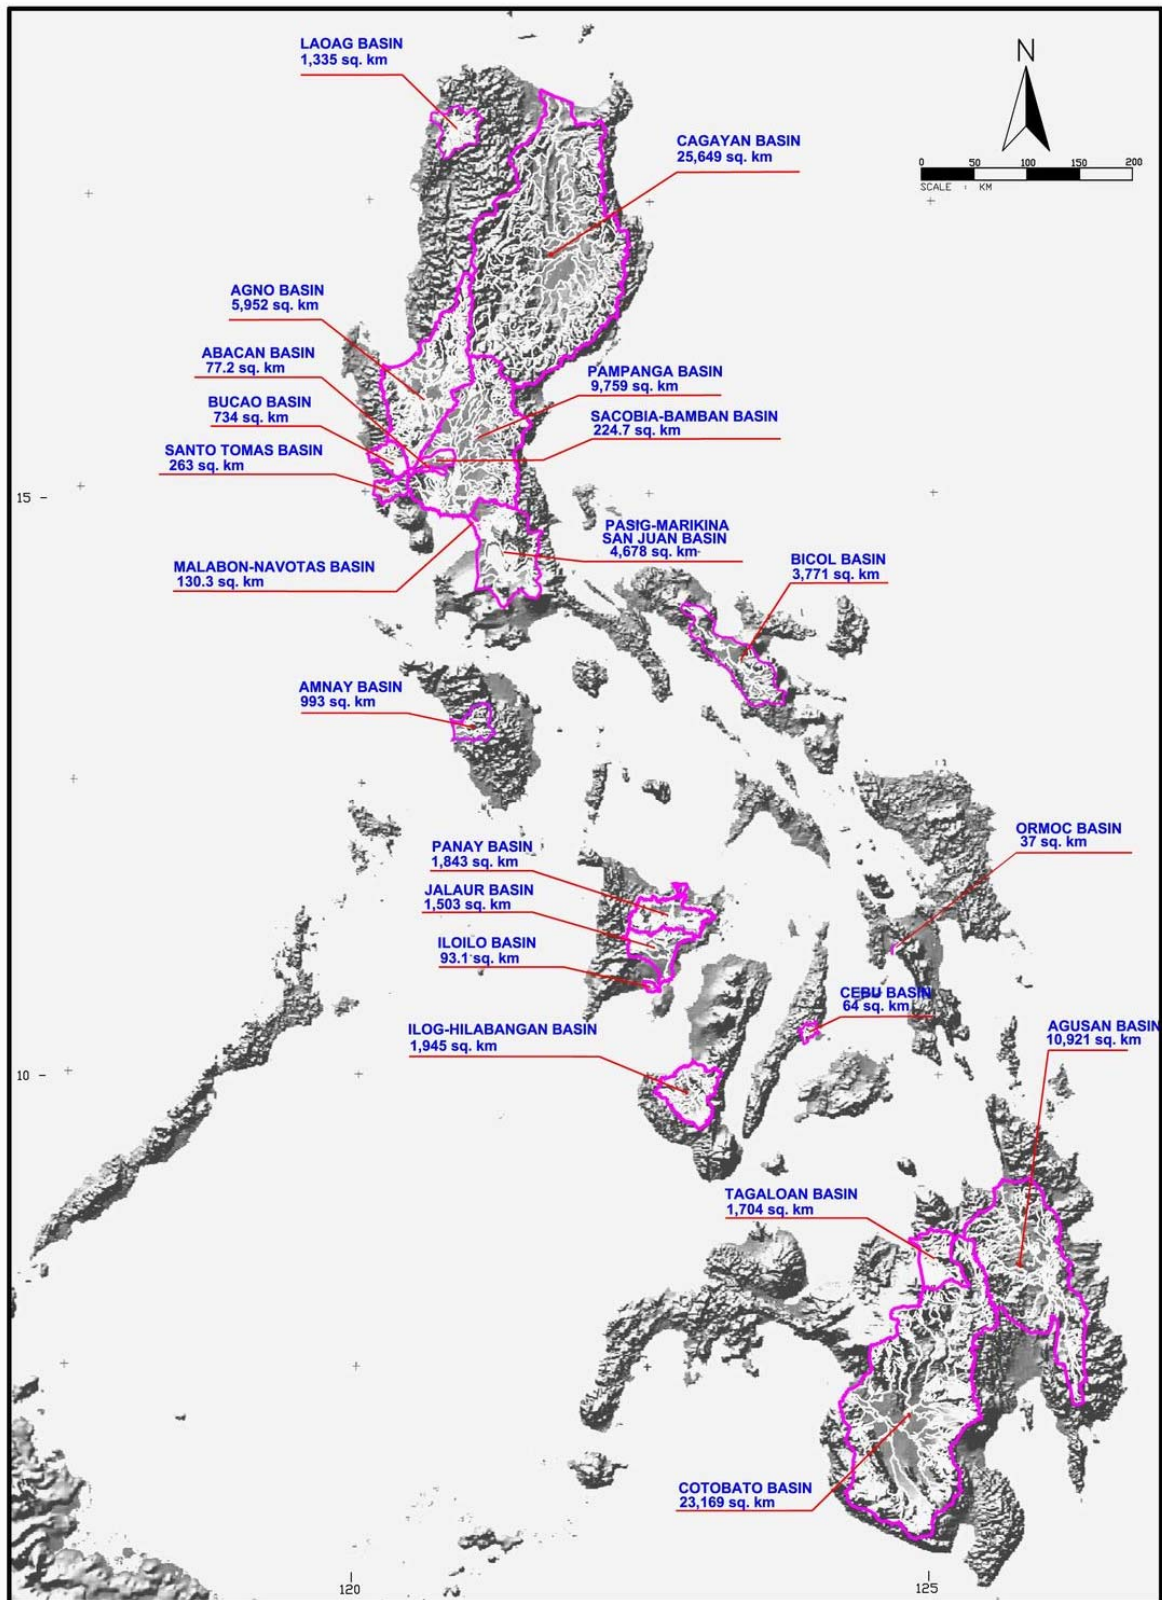 LAOAG BASIN
1,335 sq. km
N
CAGAYAN BASIN
25,649 sq. km
0 50 100 150 200
SCALE : KM
AGNO BASIN
5,952 sq. km
ABACAN BASIN
77.2 sq. km
PAMPANGA BASIN
9,759 sq. km
BUCAO BASIN
734 sq. km
SACOBIA-BAMBAN BASIN
224.7 sq. km
SANTO TOMAS BASIN
263 sq. km
15
PASIG-MARIKINA
SAN JUAN BASIN
4,678 sq. km
MALABON-NAVOTAS BASIN
130.3 sq. km
BICOL BASIN
3,771 sq. km
AMNAY BASIN
993 sq. km
ORMOC BASIN
37 sq. km
PANAY BASIN
1,843 sq. km
JALAUR BASIN
1,503 sq. km
ILOILO BASIN
93.1 sq. km
CEBU BASIN
64 sq. km
ILOG-HILABANGAN BASIN
1,945 sq. km
AGUSAN BASIN
10,921 sq. km
10
TAGALOAN BASIN
1,704 sq. km
COTOBATO BASIN
23,169 sq. km
120
125